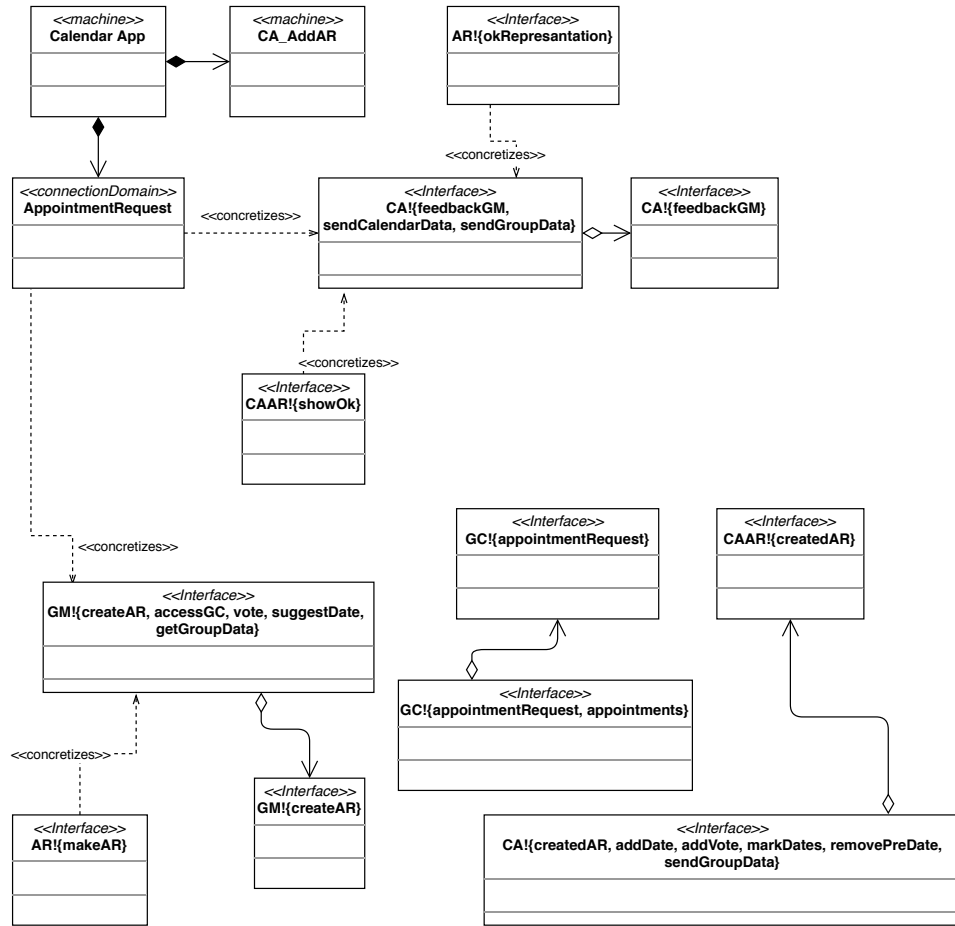 <<machine>>
Calendar App
<<machine>>
CA_AddAR
<<Interface>>
AR!{okRepresantation}
<<concretizes>>
<<connectionDomain>>
AppointmentRequest
<<concretizes>>
<<Interface>>
CA!{feedbackGM,
sendCalendarData, sendGroupData}
<<Interface>>
CA!{feedbackGM}
<<concretizes>>
<<Interface>>
CAAR!{showOk}
<<Interface>>
GC!{appointmentRequest}
<<Interface>>
CAAR!{createdAR}
<<concretizes>>
<<Interface>>
GM!{createAR, accessGC, vote, suggestDate,
getGroupData}
<<Interface>>
GC!{appointmentRequest, appointments}
<<concretizes>>
<<Interface>>
GM!{createAR}
<<Interface>>
AR!{makeAR}
<<Interface>>
CA!{createdAR, addDate, addVote, markDates, removePreDate,
sendGroupData}